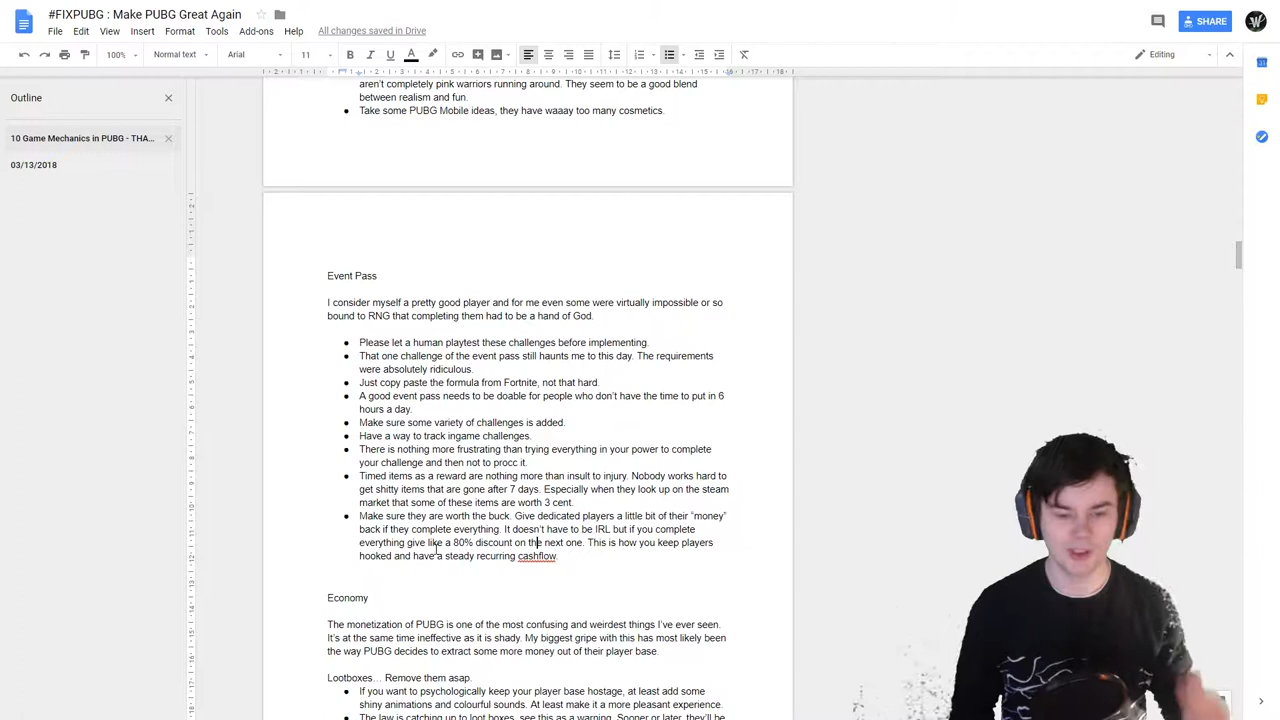 #FIXPUBG : Make PUBG Great Again
File Edit View Insert Format Tools Add-ons Help All changes saved in Drive
SHARE
100% Normal text Arial 11 B I U A Editing
Outline
10 Game Mechanics in PUBG - THA...
03/13/2018
aren't completely pink warriors running around. They seem to be a good blend
between realism and fun.
● Take some PUBG Mobile ideas, they have waaay too many cosmetics.
Event Pass
I consider myself a pretty good player and for me even some were virtually impossible or so
bound to RNG that completing them had to be a hand of God.
● Please let a human playtest these challenges before implementing.
● That one challenge of the event pass still haunts me to this day. The requirements
were absolutely ridiculous.
● Just copy paste the formula from Fortnite, not that hard.
● A good event pass needs to be doable for people who don't have the time to put in 6
hours a day.
● Make sure some variety of challenges is added.
● Have a way to track ingame challenges.
● There is nothing more frustrating than trying everything in your power to complete
your challenge and then not to procc it.
● Timed items as a reward are nothing more than insult to injury. Nobody works hard to
get shitty items that are gone after 7 days. Especially when they look up on the steam
market that some of these items are worth 3 cent.
● Make sure they are worth the buck. Give dedicated players a little bit of their “money”
back if they complete everything. It doesn't have to be IRL but if you complete
everything give like a 80% discount on the next one. This is how you keep players
hooked and have a steady recurring cashflow.
Economy
The monetization of PUBG is one of the most confusing and weirdest things I've ever seen.
It's at the same time ineffective as it is shady. My biggest gripe with this has most likely been
the way PUBG decides to extract some more money out of their player base.
Lootboxes… Remove them asap.
● If you want to psychologically keep your player base hostage, at least add some
shiny animations and colourful sounds. At least make it a more pleasant experience.
● The law is catching up to loot boxes, see this as a warning. Sooner or later, they'll be